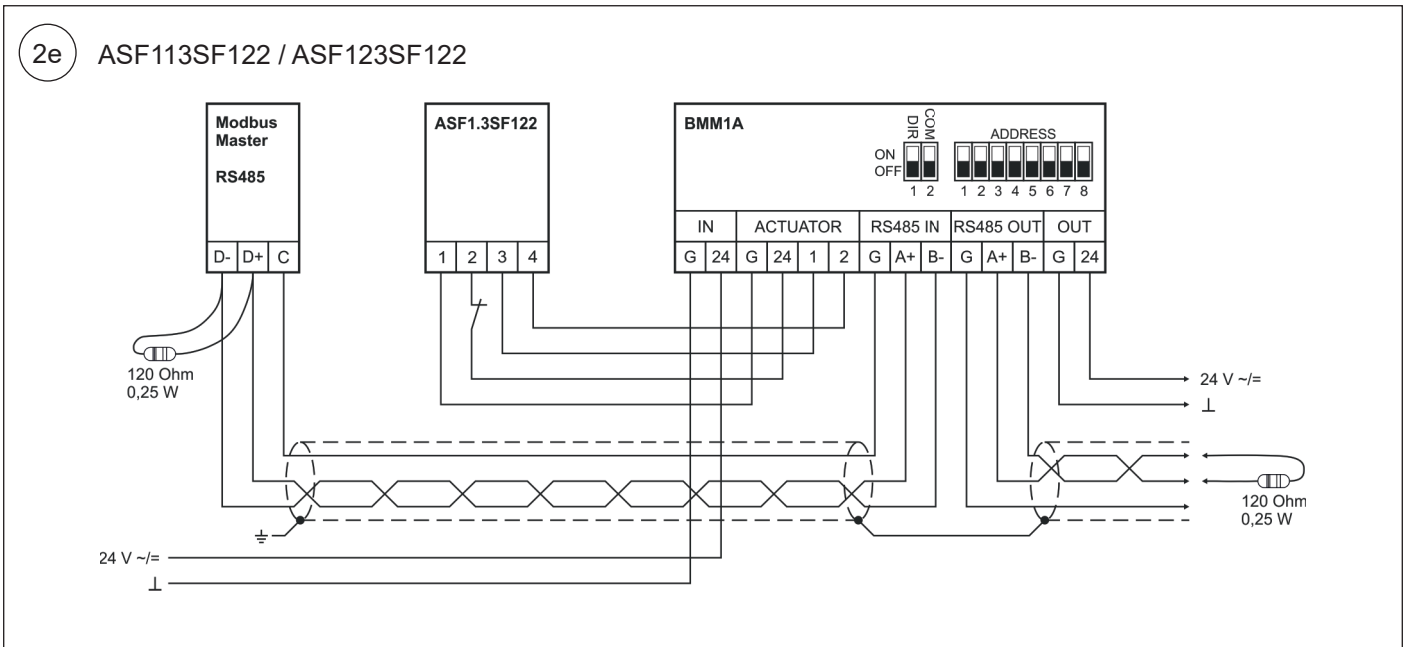 2e ASF113SF122 / ASF123SF122
Modbus
Master
RS485
D- D+ C
ASF1.3SF122
1 2 3 4
BMM1A
DIR COM
ADDRESS
ON
OFF
1 2 1 2 3 4 5 6 7 8
IN ACTUATOR RS485 IN RS485 OUT OUT
G 24 G 24 1 2 G A+ B- G A+ B- G 24
120 Ohm
0,25 W
24 V ~/=
⊥
120 Ohm
0,25 W
24 V ~/=
⊥